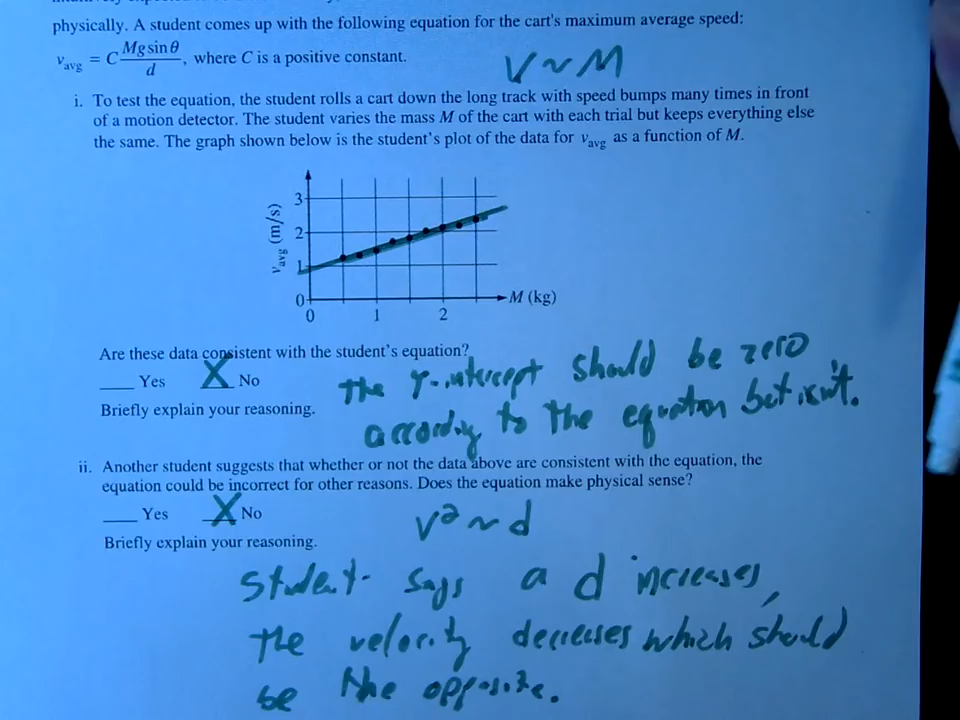 physically. A student comes up with the following equation for the cart's maximum average speed:
v_avg = C Mg sin θ / d, where C is a positive constant.
V ~ M
i. To test the equation, the student rolls a cart down the long track with speed bumps many times in front
of a motion detector. The student varies the mass M of the cart with each trial but keeps everything else
the same. The graph shown below is the student's plot of the data for v_avg as a function of M.
3
2
1
0
v_avg (m/s)
0 1 2
M (kg)
Are these data consistent with the student's equation?
___ Yes X No
The Y-intercept should be zero
Briefly explain your reasoning.
according to the equation but isn't.
ii. Another student suggests that whether or not the data above are consistent with the equation, the
equation could be incorrect for other reasons. Does the equation make physical sense?
___ Yes X No
V² ~ d
Briefly explain your reasoning.
Student says a d increases,
the velocity decreases which should
be the opposite.